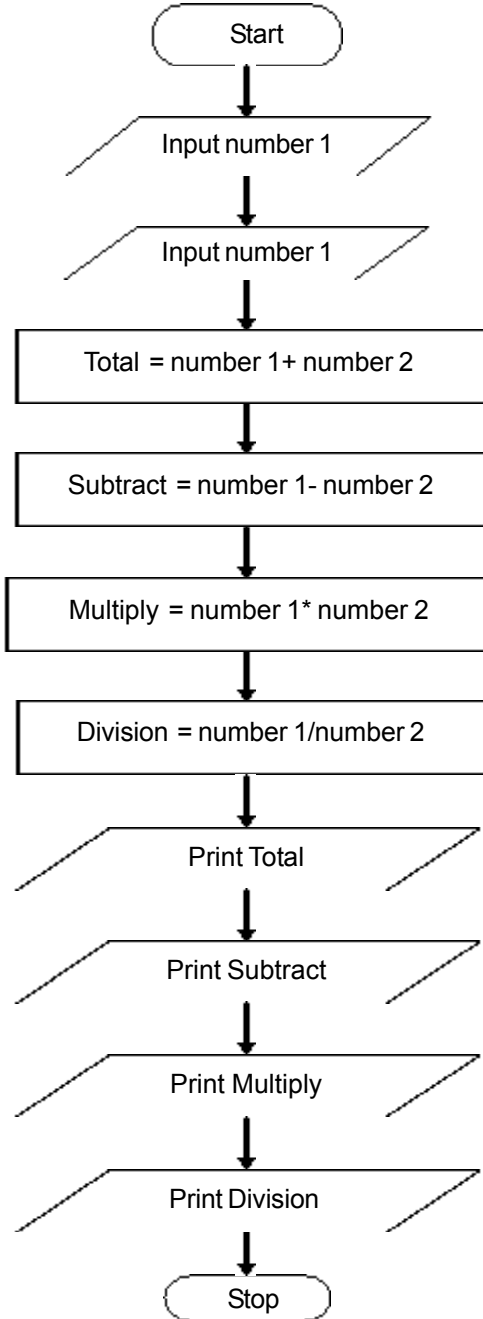 Start
Input number 1
Input number 1
Total = number 1+ number 2
Subtract = number 1- number 2
Multiply = number 1* number 2
Division = number 1/number 2
Print Total
Print Subtract
Print Multiply
Print Division
Stop